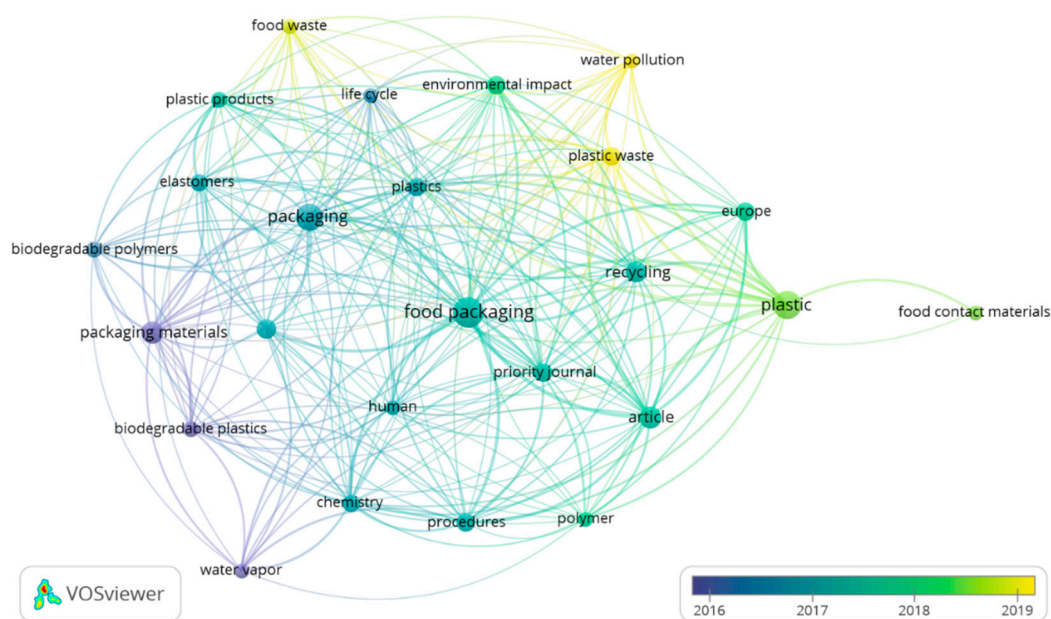 food waste
water pollution
environmental impact
life cycle
plastic products
plastic waste
elastomers
plastics
packaging
europe
biodegradable polymers
recycling
plastic
food packaging
food contact materials
packaging materials
priority journal
human
article
biodegradable plastics
chemistry
procedures
polymer
water vapor
VOSviewer
2016 2017 2018 2019